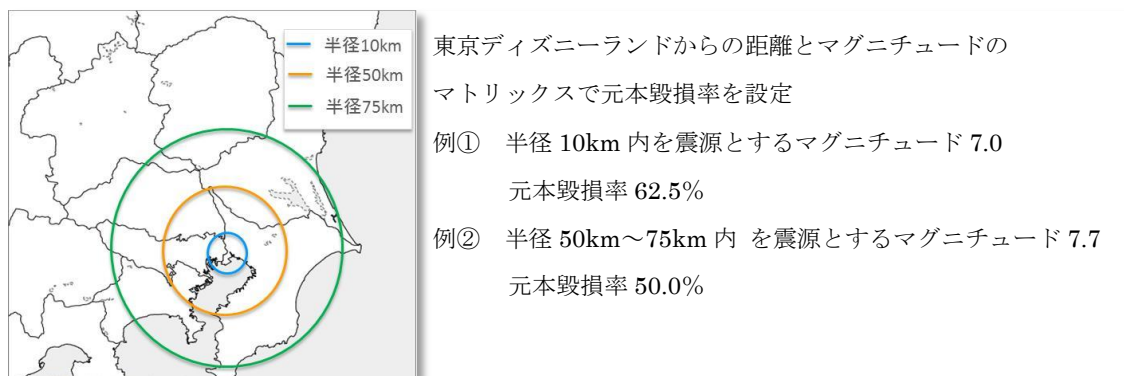 半径10km
半径50km
半径75km
東京ディズニーランドからの距離とマグニチュードの
マトリックスで元本毀損率を設定
例① 半径 10km 内を震源とするマグニチュード 7.0
元本毀損率 62.5%
例② 半径 50km～75km 内 を震源とするマグニチュード 7.7
元本毀損率 50.0%